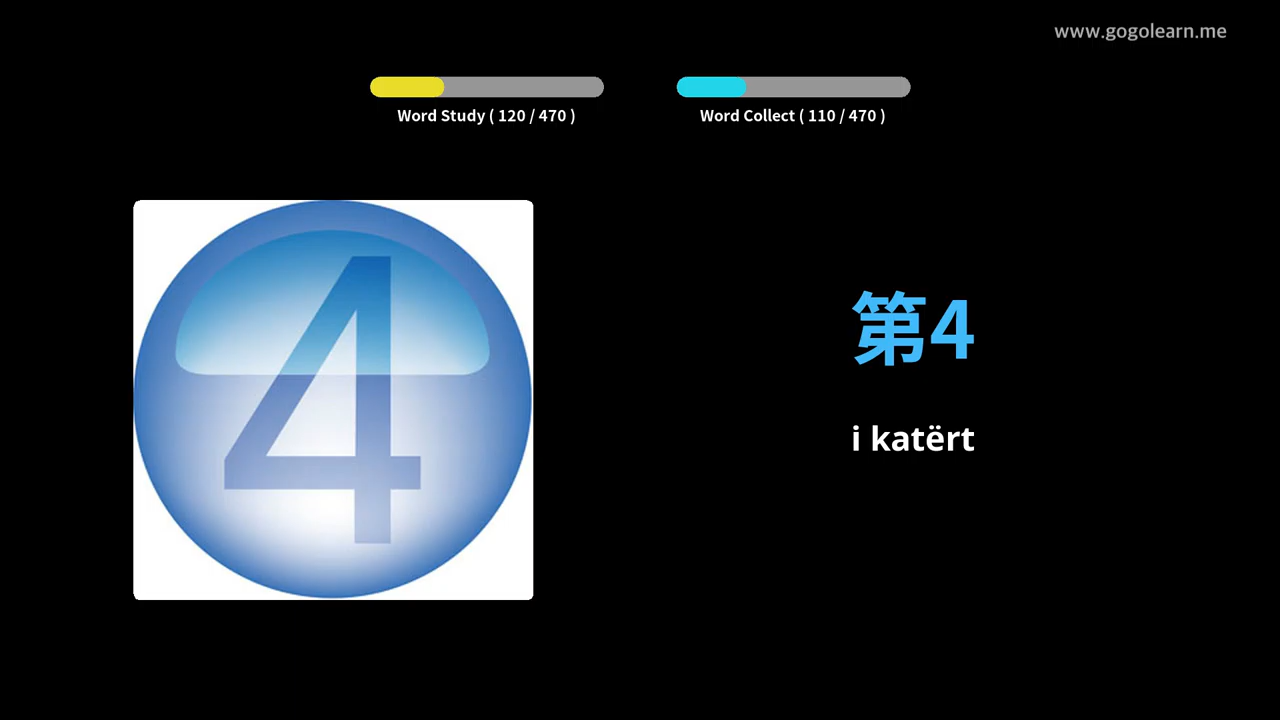 www.gogolearn.me
Word Study ( 120 / 470 )
Word Collect ( 110 / 470 )
4
第4
i katërt